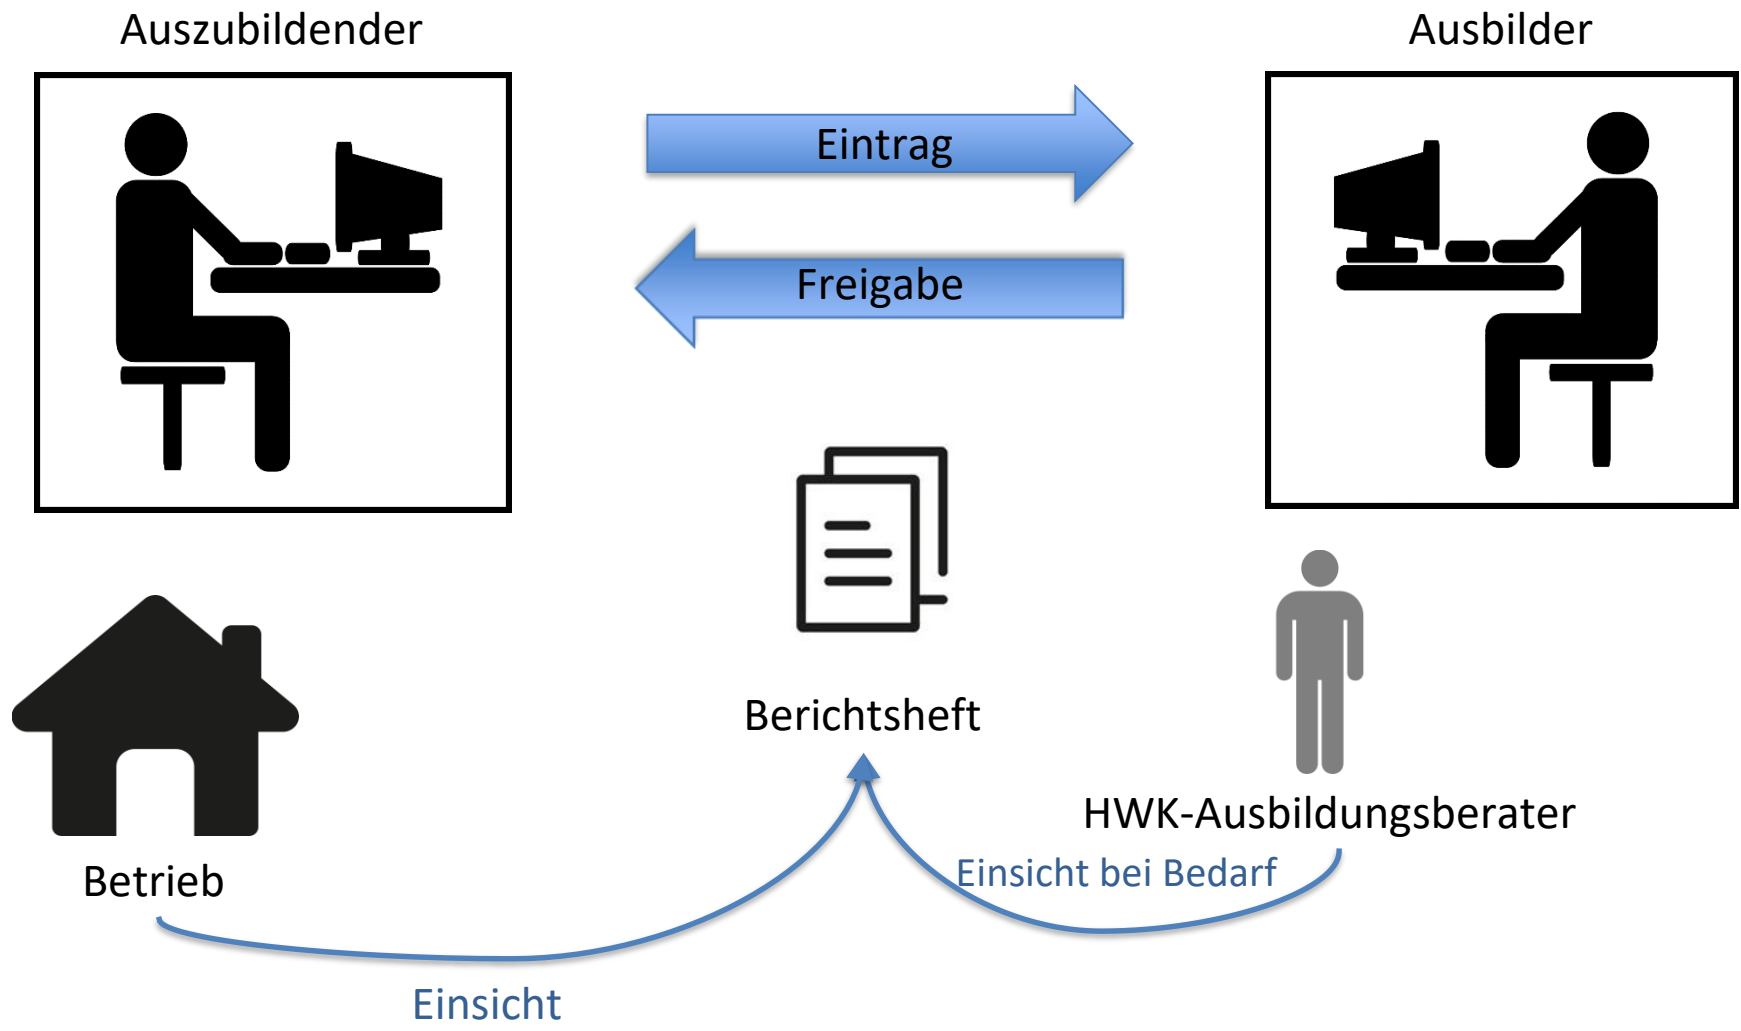 Auszubildender
Ausbilder
Eintrag
Freigabe
Berichtsheft
HWK-Ausbildungsberater
Einsicht bei Bedarf
Betrieb
Einsicht